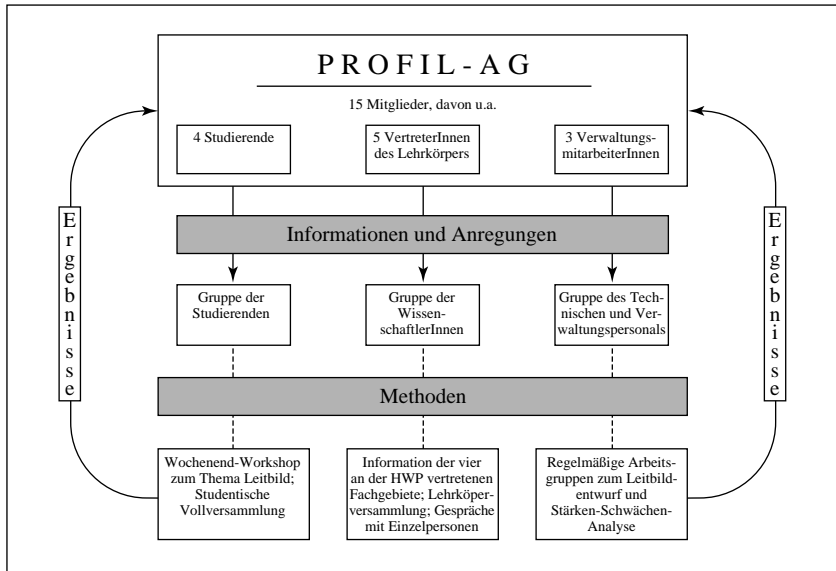 PROFIL-AG
15 Mitglieder, davon u.a.
4 Studierende
5 VertreterInnen
des Lehrkörpers
3 Verwaltungs-
mitarbeiterInnen
Informationen und Anregungen
Gruppe der
Studierenden
Gruppe der
Wissen-
schaftlerInnen
Gruppe des Tech-
nischen und Ver-
waltungspersonals
Methoden
Wochenend-Workshop
zum Thema Leitbild;
Studentische
Vollversammlung
Information der vier
an der HWP vertretenen
Fachgebiete; Lehrköper-
versammlung; Gespräche
mit Einzelpersonen
Regelmäßige Arbeits-
gruppen zum Leitbild-
entwurf und
Stärken-Schwächen-
Analyse
Ergebnisse
Ergebnisse